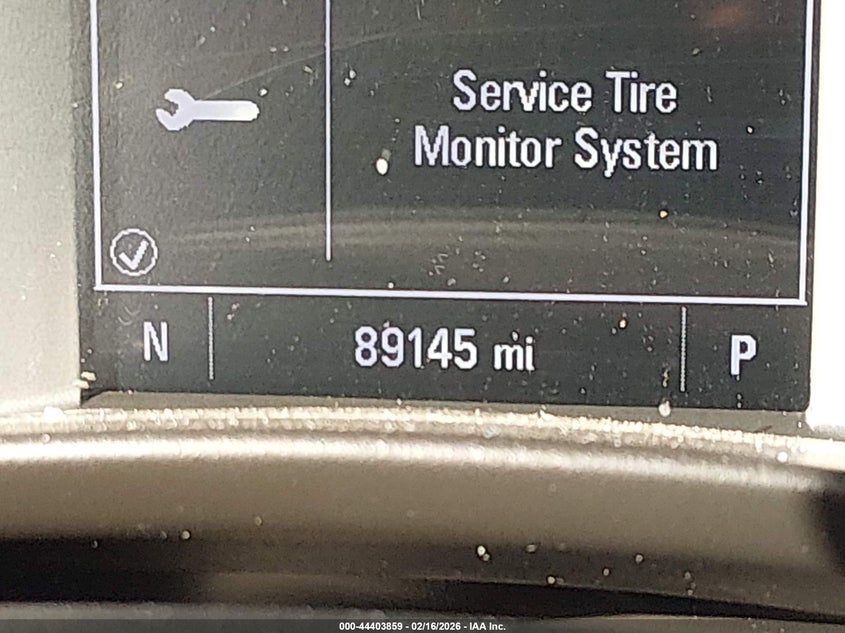 Service Tire
Monitor System
N 89145 mi P
000-44403859 - 02/16/2026 - IAA Inc.